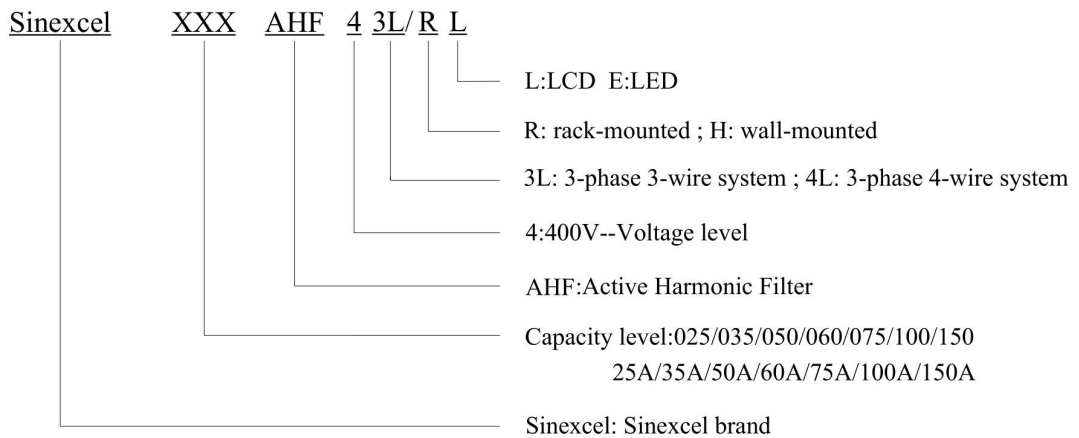 Sinexcel XXX AHF 4 3L/ R L
L:LCD E:LED
R: rack-mounted ; H: wall-mounted
3L: 3-phase 3-wire system ; 4L: 3-phase 4-wire system
4:400V--Voltage level
AHF:Active Harmonic Filter
Capacity level:025/035/050/060/075/100/150
25A/35A/50A/60A/75A/100A/150A
Sinexcel: Sinexcel brand